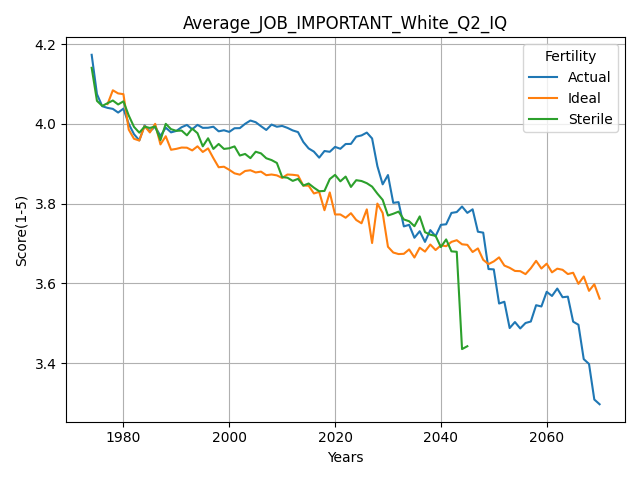 Average_JOB_IMPORTANT_White_Q2_IQ
Fertility
Actual
Ideal
Sterile
Score(1-5)
4.2
4.0
3.8
3.6
3.4
1980 2000 2020 2040 2060
Years